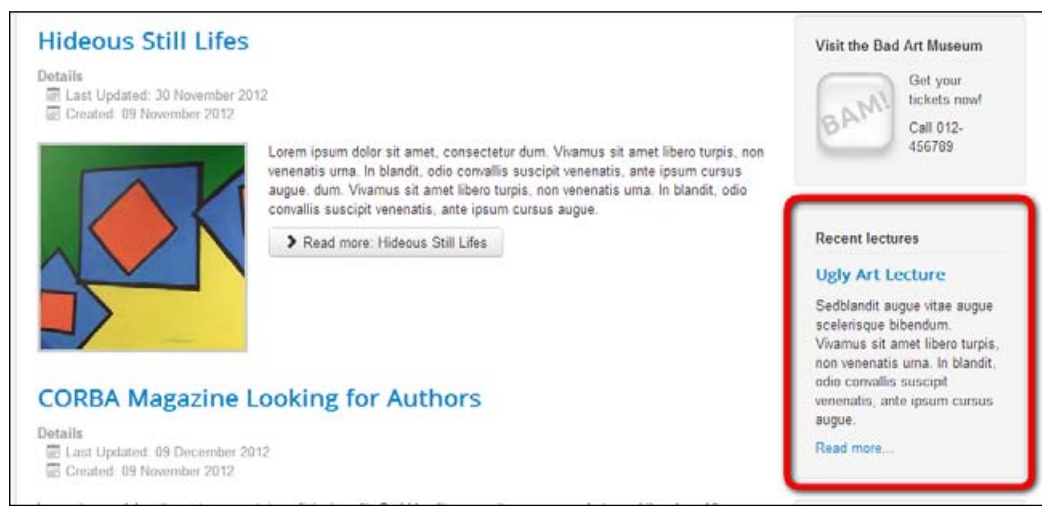 Hideous Still Lifes
Details
Last Updated: 30 November 2012
Created: 09 November 2012
Lorem ipsum dolor sit amet, consectetur dum. Vivamus sit amet libero turpis, non
venenatis urna. In blandit, odio convallis suscipit venenatis, ante ipsum cursus
augue. dum. Vivamus sit amet libero turpis, non venenatis urna. In blandit, odio
convallis suscipit venenatis, ante ipsum cursus augue.
Read more: Hideous Still Lifes
CORBA Magazine Looking for Authors
Details
Last Updated: 09 December 2012
Created: 09 November 2012
Visit the Bad Art Museum
BAM!
Get your
tickets now!
Call 012-
456789
Recent lectures
Ugly Art Lecture
Sedblandit augue vitae augue
scelerisque bibendum.
Vivamus sit amet libero turpis,
non venenatis urna. In blandit,
odio convallis suscipit
venenatis, ante ipsum cursus
augue.
Read more...